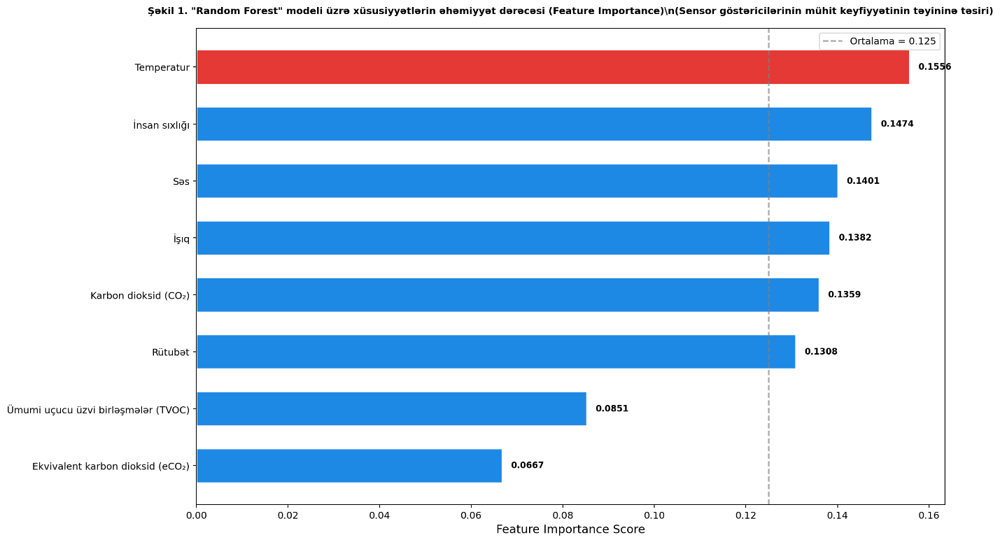 Şəkil 1. "Random Forest" modeli üzrə xüsusiyyətlərin əhəmiyyət dərəcəsi (Feature Importance)\n(Sensor göstəricilərinin mühit keyfiyyətinin təyininə təsiri)
Ortalama = 0.125
Temperatur 0.1556
İnsan sıxlığı 0.1474
Səs 0.1401
İşıq 0.1382
Karbon dioksid (CO₂) 0.1359
Rütubət 0.1308
Ümumi uçucu üzvi birləşmələr (TVOC) 0.0851
Ekvivalent karbon dioksid (eCO₂) 0.0667
0.00 0.02 0.04 0.06 0.08 0.10 0.12 0.14 0.16
Feature Importance Score